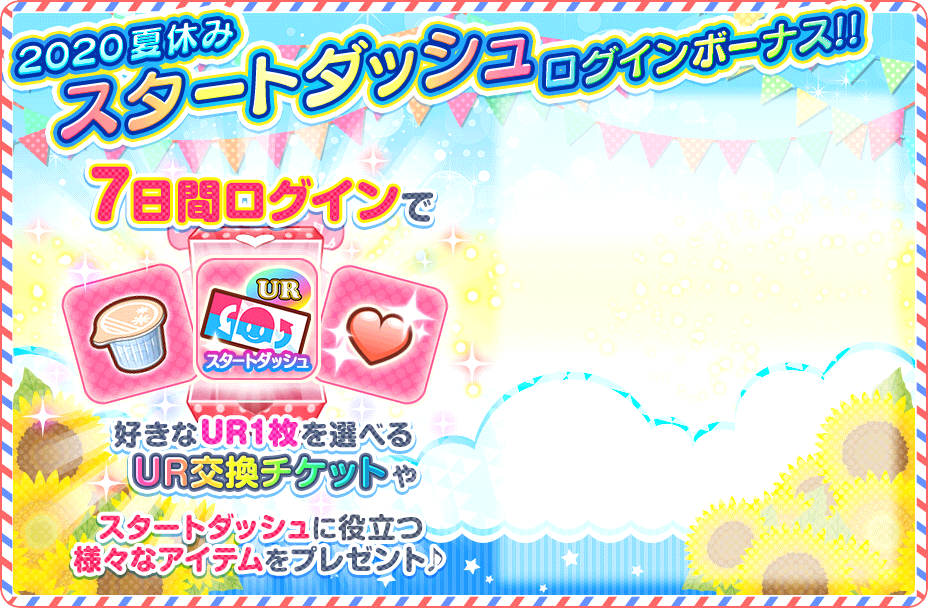 2020夏休み
スタートダッシュログインボーナス!!
7日間ログインで
UR
スタートダッシュ
好きなUR1枚を選べる
UR交換チケットや
スタートダッシュに役立つ
様々なアイテムをプレゼント♪